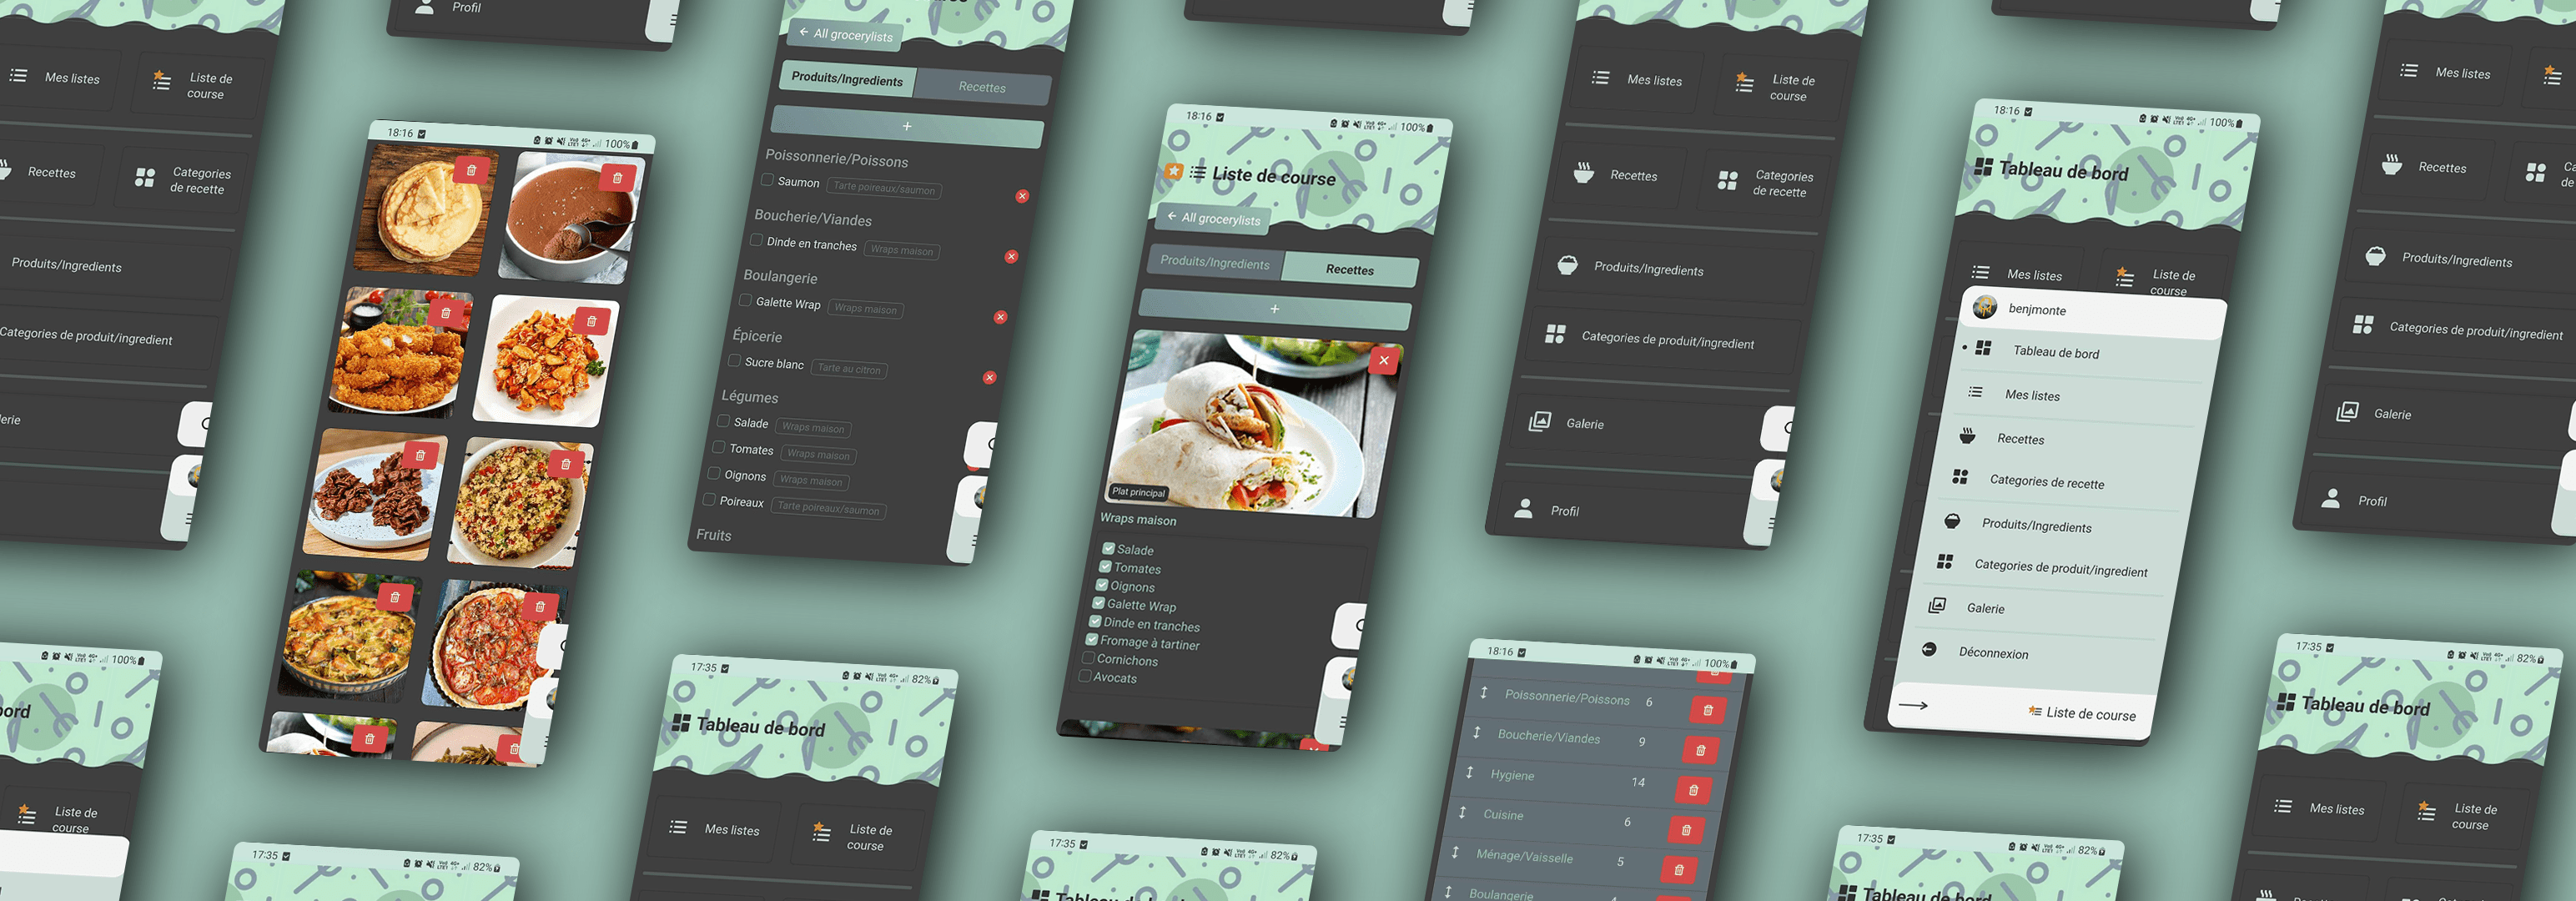 Mes listes
Liste de
course
Recettes
Categories
de recette
Produits/Ingredients
Categories de produit/ingredient
Profil
18:16
100%
← All grocerylists
Produits/Ingredients
Recettes
+
Poissonnerie/Poissons
Saumon
Tarte poireaux/saumon
Boucherie/Viandes
Dinde en tranches
Wraps maison
Boulangerie
Galette Wrap
Wraps maison
Épicerie
Sucre blanc
Tarte au citron
Légumes
Salade
Wraps maison
Tomates
Wraps maison
Oignons
Wraps maison
Poireaux
Tarte poireaux/saumon
Fruits
18:16
100%
Liste de course
← All grocerylists
Produits/Ingredients
Recettes
+
Plat principal
Wraps maison
Salade
Tomates
Oignons
Galette Wrap
Dinde en tranches
Fromage à tartiner
Cornichons
Avocats
Mes listes
Liste de
course
Recettes
Categories
de recette
Produits/Ingredients
Categories de produit/ingredient
Galerie
Profil
18:16
100%
Tableau de bord
Mes listes
Liste de
course
benjmonte
Tableau de bord
Mes listes
Recettes
Categories de recette
Produits/Ingredients
Categories de produit/ingredient
Galerie
Déconnexion
Liste de course
Mes listes
Recettes
Produits/Ingredients
Categories de produit/ingredient
Galerie
Profil
100%
Liste de
course
17:35
82%
17:35
82%
Tableau de bord
Mes listes
Liste de
course
17:35
82%
18:16
100%
Poissonnerie/Poissons 6
Boucherie/Viandes 9
Hygiene 14
Cuisine 6
Ménage/Vaisselle 5
Boulangerie
17:35
82%
Tableau de bord
17:35
82%
Tableau de bord
Mes listes
Liste de
course